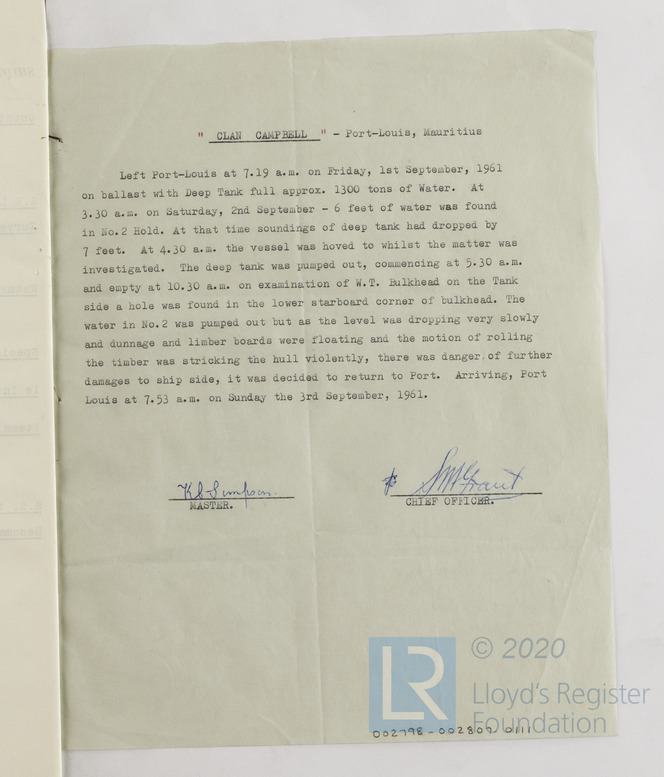 " CLAN CAMPBELL " - Port-Louis, Mauritius
Left Port-Louis at 7.19 a.m. on Friday, 1st September, 1961
on ballast with Deep Tank full approx. 1300 tons of Water. At
3.30 a.m. on Saturday, 2nd September - 6 feet of water was found
in No.2 Hold. At that time soundings of deep tank had dropped by
7 feet. At 4.30 a.m. the vessel was hoved to whilst the matter was
investigated. The deep tank was pumped out, commencing at 5.30 a.m.
and empty at 10.30 a.m. on examination of W.T. Bulkhead on the Tank
side a hole was found in the lower starboard corner of bulkhead. The
water in No.2 was pumped out but as the level was dropping very slowly
and dunnage and limber boards were floating and the motion of rolling
the timber was stricking the hull violently, there was danger of further
damages to ship side, it was decided to return to Port. Arriving, Port
Louis at 7.53 a.m. on Sunday the 3rd September, 1961.
K S Simpson.
MASTER.
CHIEF OFFICER.
LR
© 2020
Lloyd's Register
Foundation
002798-002807-0111